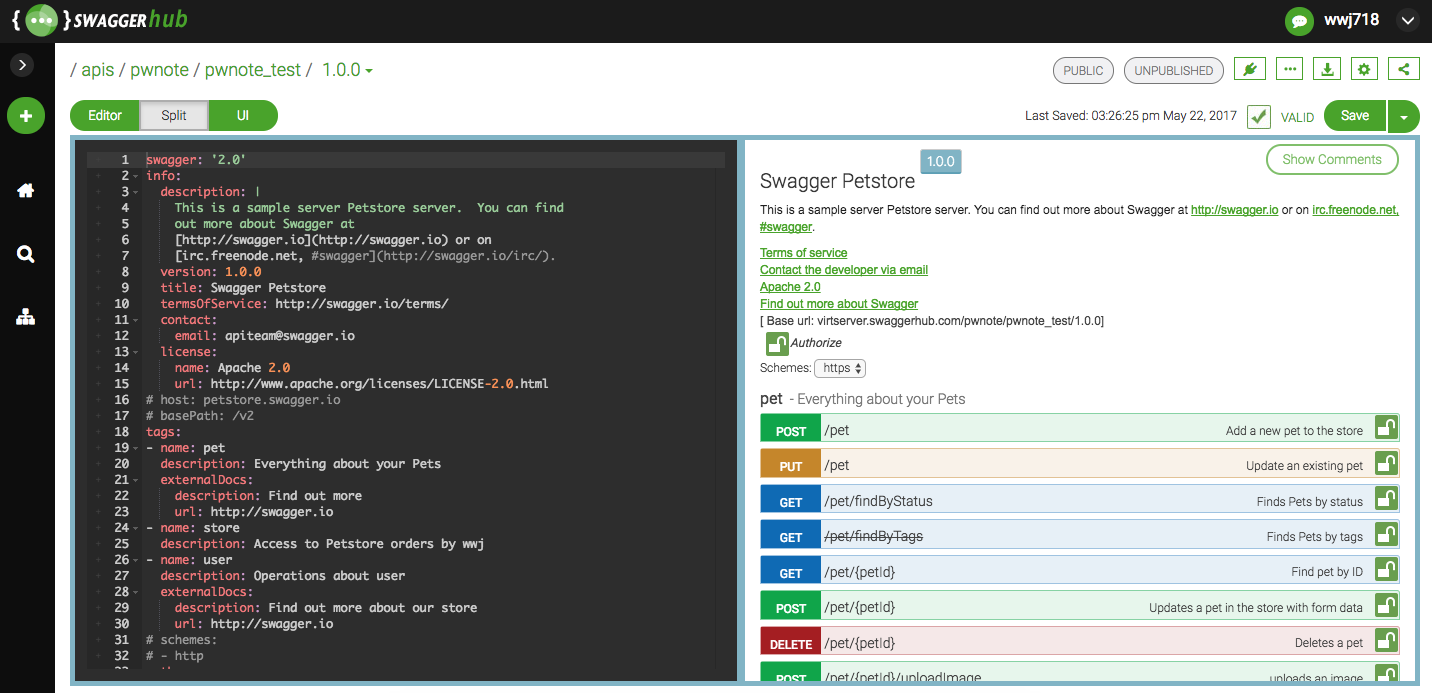 { ••• } SWAGGERhub
wwj718
/ apis / pwnote / pwnote_test / 1.0.0
PUBLIC
UNPUBLISHED
Editor
Split
UI
Last Saved: 03:26:25 pm May 22, 2017
VALID
Save
1 swagger: '2.0'
2 info:
3 description: |
4 This is a sample server Petstore server.  You can find
5 out more about Swagger at
6 [http://swagger.io](http://swagger.io) or on
7 [irc.freenode.net, #swagger](http://swagger.io/irc/).
8 version: 1.0.0
9 title: Swagger Petstore
10 termsOfService: http://swagger.io/terms/
11 contact:
12 email: apiteam@swagger.io
13 license:
14 name: Apache 2.0
15 url: http://www.apache.org/licenses/LICENSE-2.0.html
16 # host: petstore.swagger.io
17 # basePath: /v2
18 tags:
19 - name: pet
20 description: Everything about your Pets
21 externalDocs:
22 description: Find out more
23 url: http://swagger.io
24 - name: store
25 description: Access to Petstore orders by wwj
26 - name: user
27 description: Operations about user
28 externalDocs:
29 description: Find out more about our store
30 url: http://swagger.io
31 # schemes:
32 # - http
1.0.0
Show Comments
Swagger Petstore
This is a sample server Petstore server. You can find out more about Swagger at http://swagger.io or on irc.freenode.net,
#swagger.
Terms of service
Contact the developer via email
Apache 2.0
Find out more about Swagger
[ Base url: virtserver.swaggerhub.com/pwnote/pwnote_test/1.0.0]
Authorize
Schemes: https
pet - Everything about your Pets
POST /pet Add a new pet to the store
PUT /pet Update an existing pet
GET /pet/findByStatus Finds Pets by status
GET /pet/findByTags Finds Pets by tags
GET /pet/{petId} Find pet by ID
POST /pet/{petId} Updates a pet in the store with form data
DELETE /pet/{petId} Deletes a pet
POST /pet/{petId}/uploadImage uploads an image